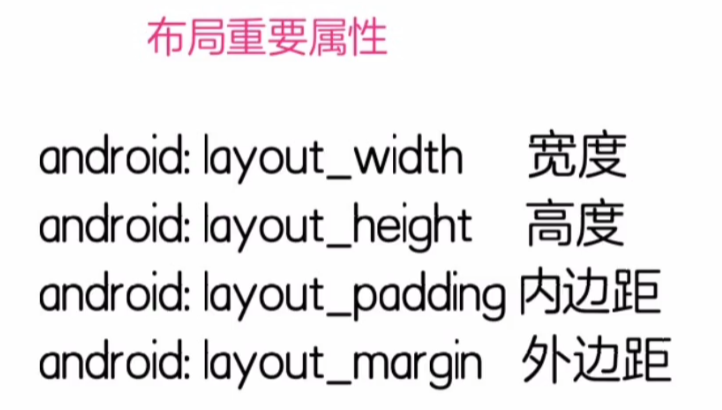 布局重要属性
android: layout_width 宽度
android: layout_height 高度
android: layout_padding 内边距
android: layout_margin 外边距